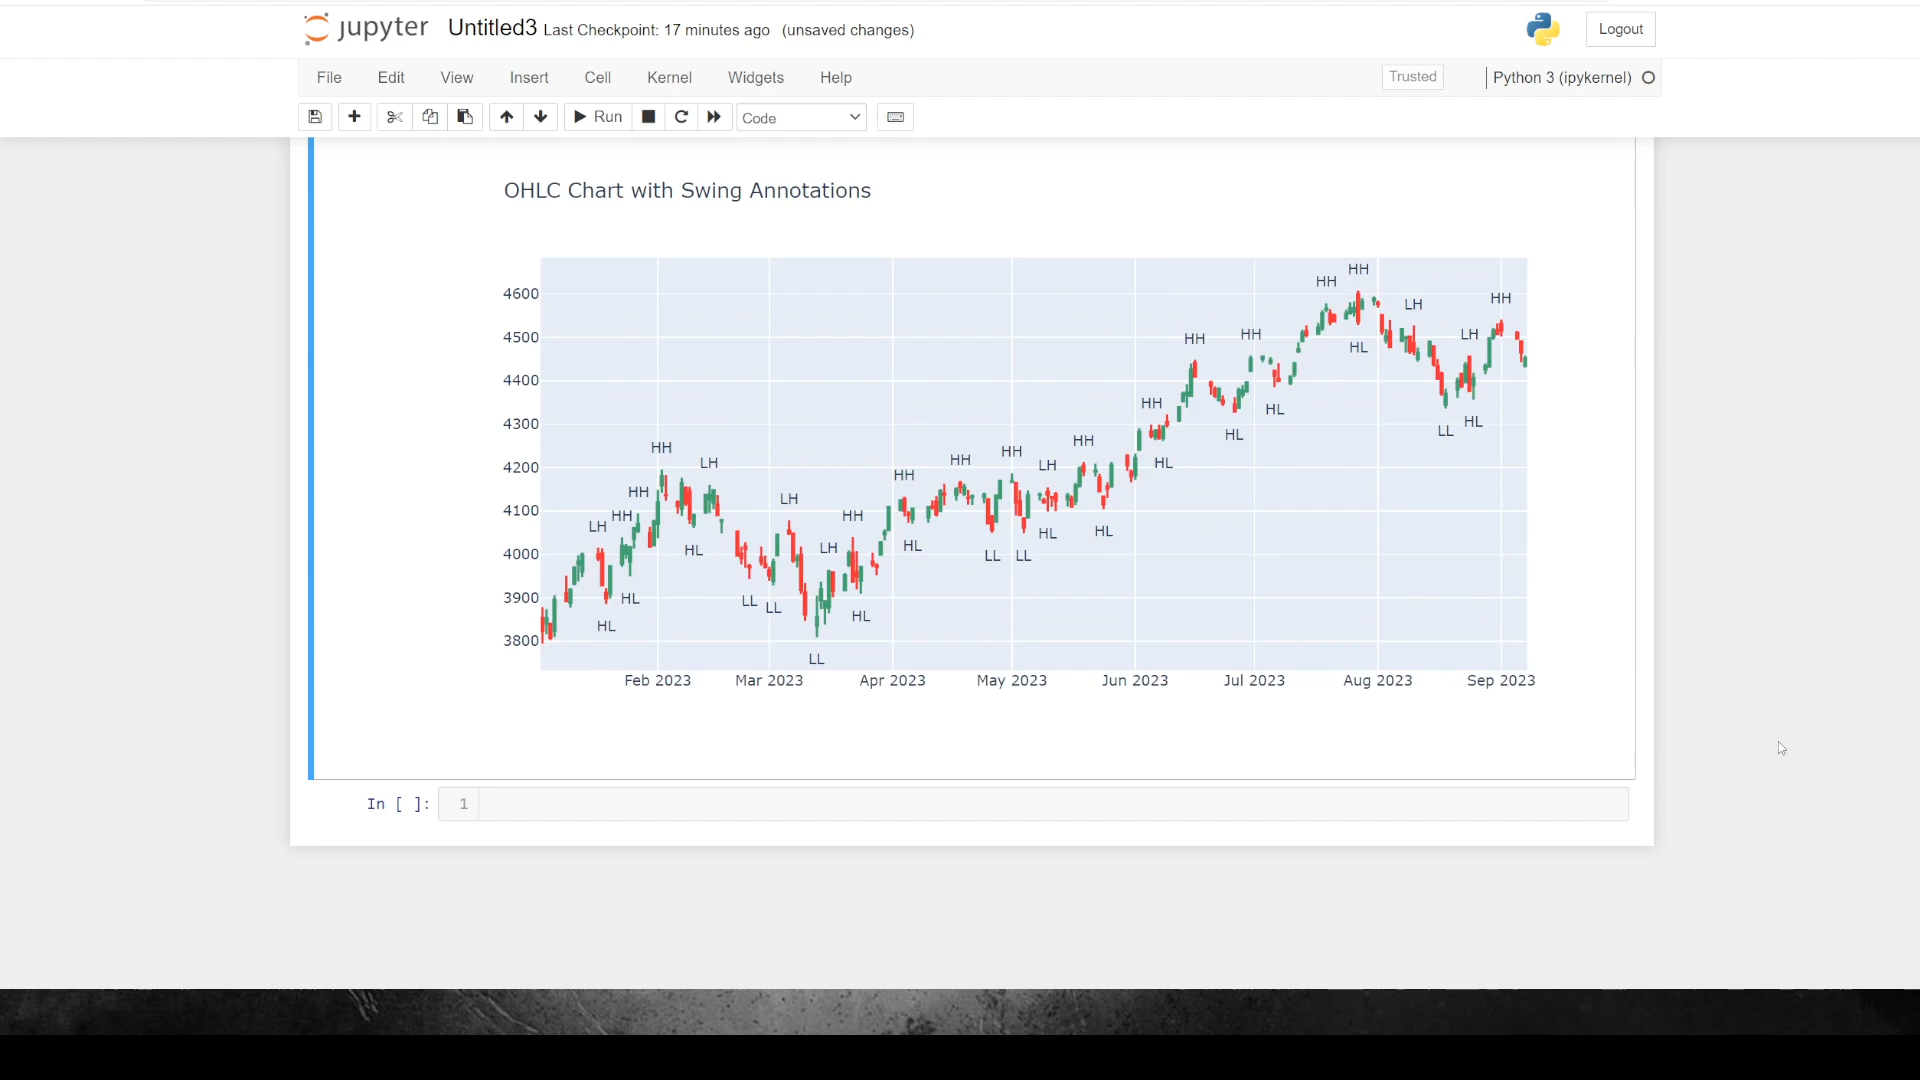 jupyter Untitled3 Last Checkpoint: 17 minutes ago (unsaved changes) Logout
File Edit View Insert Cell Kernel Widgets Help Trusted Python 3 (ipykernel)
Run Code
OHLC Chart with Swing Annotations
HH
HH
4600
HH
LH
HH HH LH
4500
HL
4400
HH
HL
HL
4300
LL
HL
HH
HH
HH
HH
LH
HH
LH
HL
4200
HH
HH
LH
4100
HH
HH
LH
HL
HL
LH
HL
HL
4000
LL
LL
3900
HL
LL
LL
HL
HL
3800
LL
Feb 2023 Mar 2023 Apr 2023 May 2023 Jun 2023 Jul 2023 Aug 2023 Sep 2023
In [ ]: 1